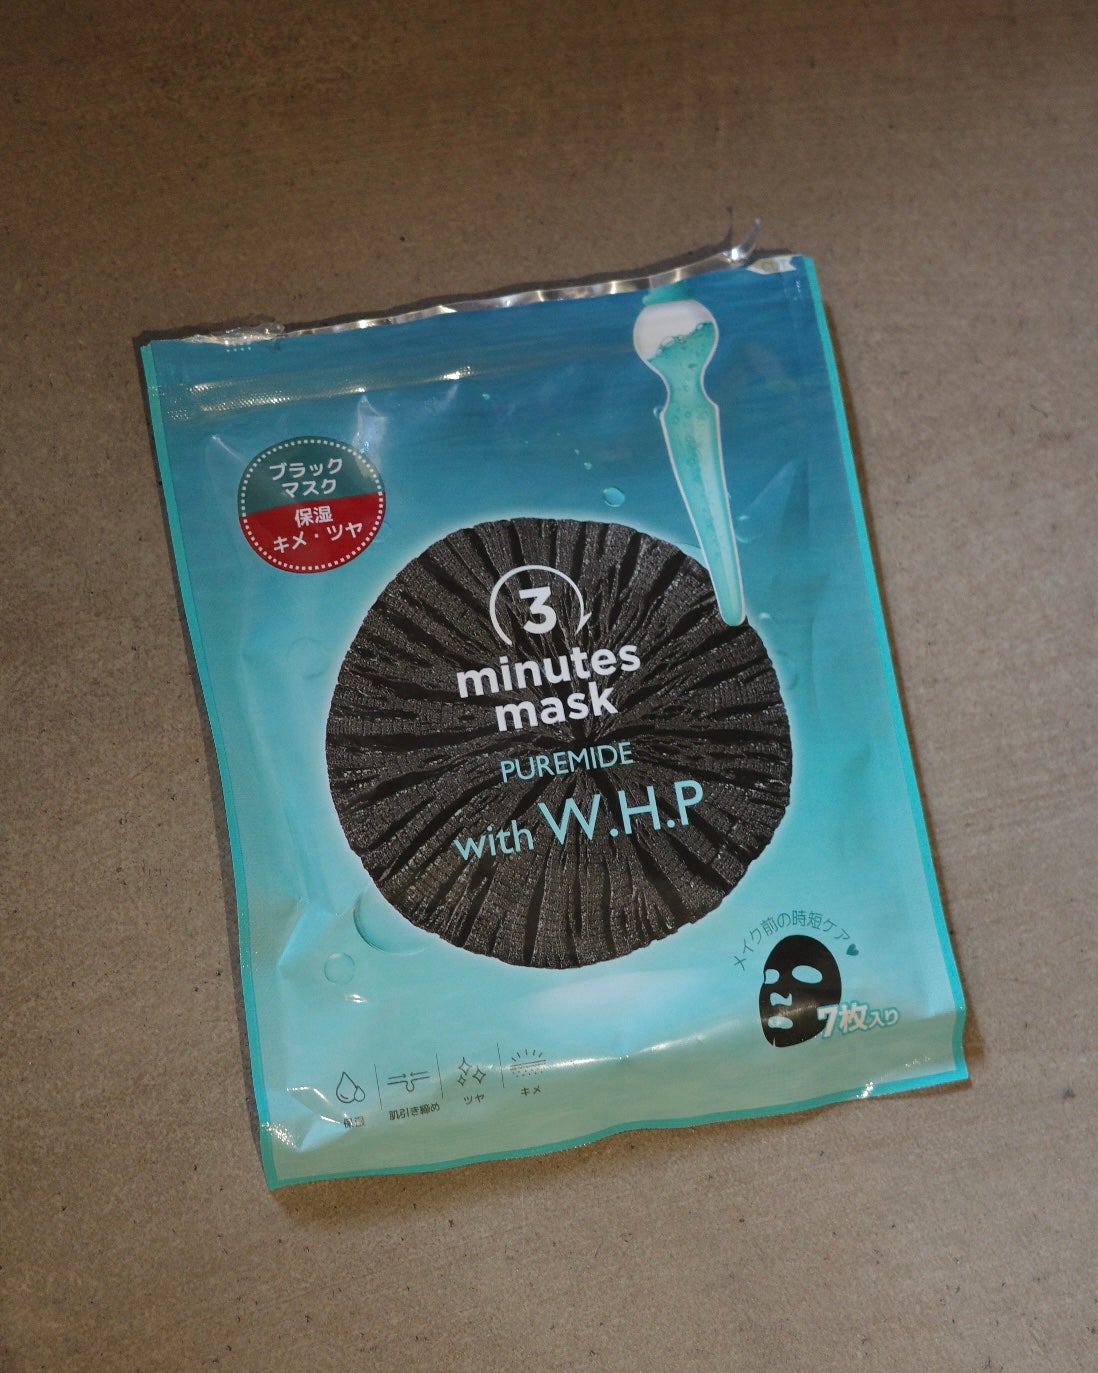 ブラック
マスク
保湿
キメ・ツヤ
3
minutes
mask
PUREMIDE
with W.H.P
メイク前の時短ケア♥
7枚入り
保湿
肌引き締め
ツヤ
キメ